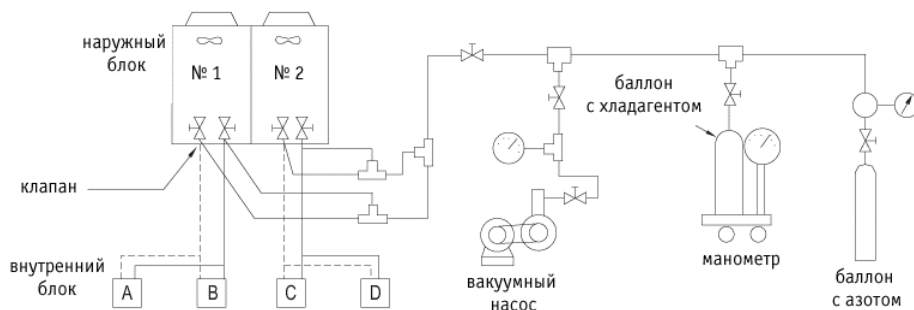 наружный
блок
№ 1
№ 2
баллон
с хладагентом
клапан
внутренний
блок
A
B
C
D
вакуумный
насос
манометр
баллон
с азотом